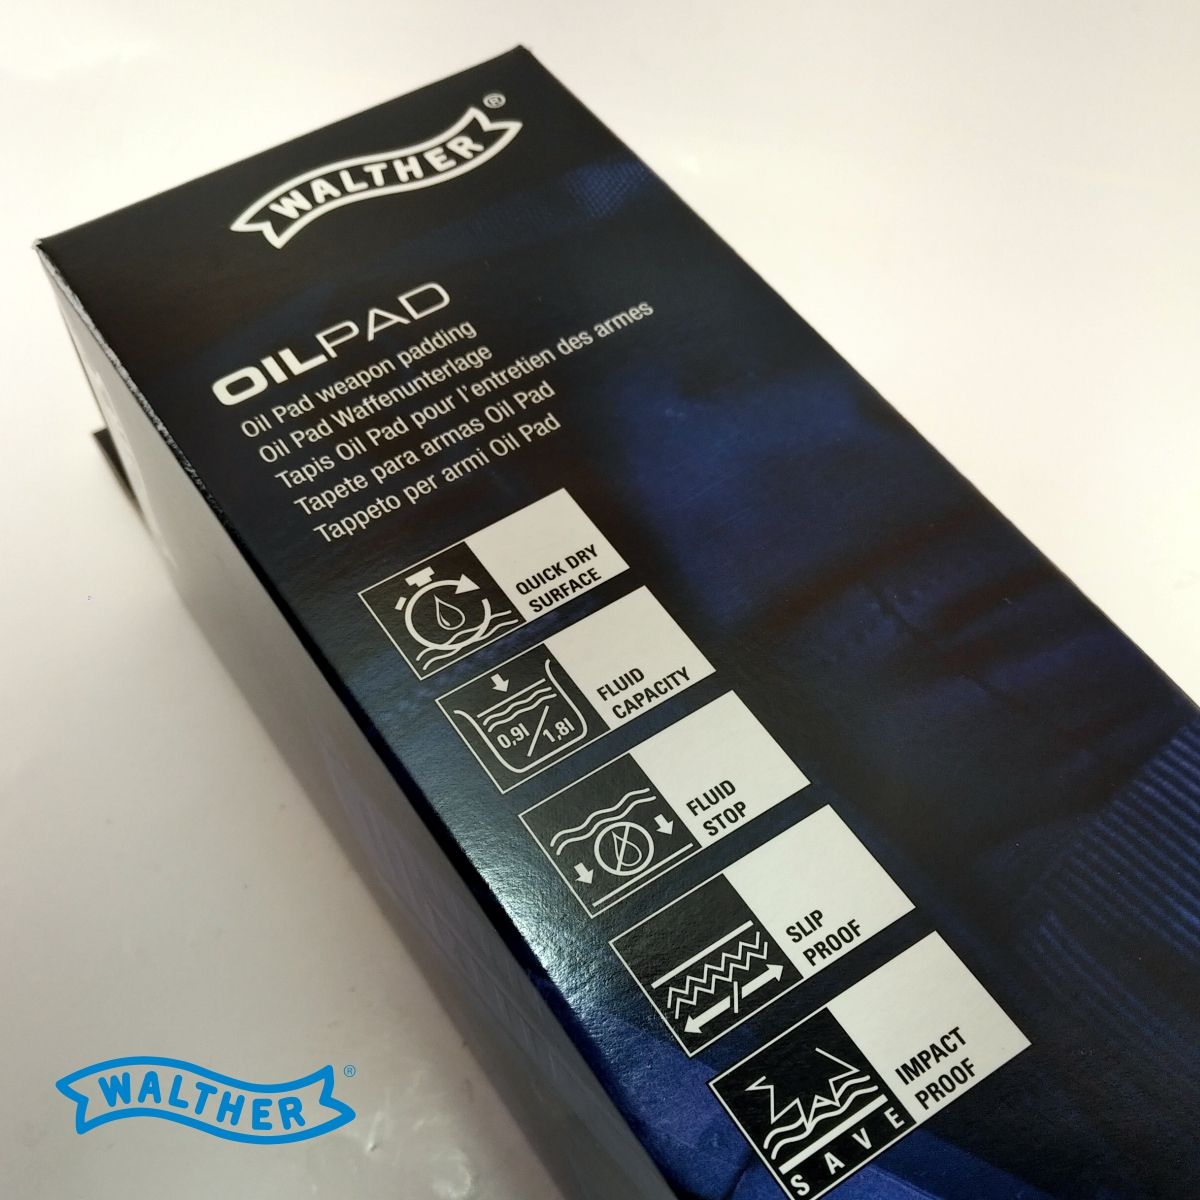 WALTHER®
OILPAD
Oil Pad weapon padding
Oil Pad Waffenunterlage
Tapis Oil Pad pour l'entretien des armes
Tapete para armas Oil Pad
Tappeto per armi Oil Pad
QUICK DRY
SURFACE
0,9l/1,8l
FLUID
CAPACITY
FLUID
STOP
SLIP
PROOF
IMPACT
PROOF
SAVE
WALTHER®